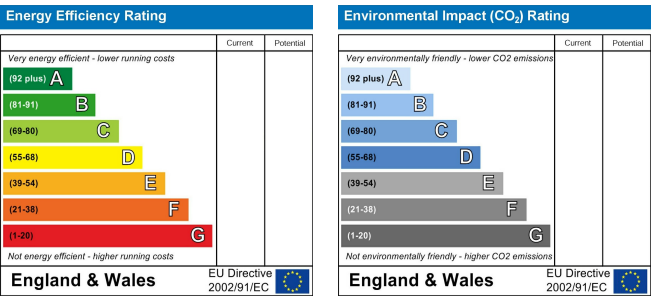 Energy Efficiency Rating
Current Potential
Very energy efficient - lower running costs
(92 plus) A
(81-91) B
(69-80) C
(55-68) D
(39-54) E
(21-38) F
(1-20) G
Not energy efficient - higher running costs
England & Wales
EU Directive
2002/91/EC
Environmental Impact (CO₂) Rating
Current Potential
Very environmentally friendly - lower CO2 emissions
(92 plus) A
(81-91) B
(69-80) C
(55-68) D
(39-54) E
(21-38) F
(1-20) G
Not environmentally friendly - higher CO2 emissions
England & Wales
EU Directive
2002/91/EC